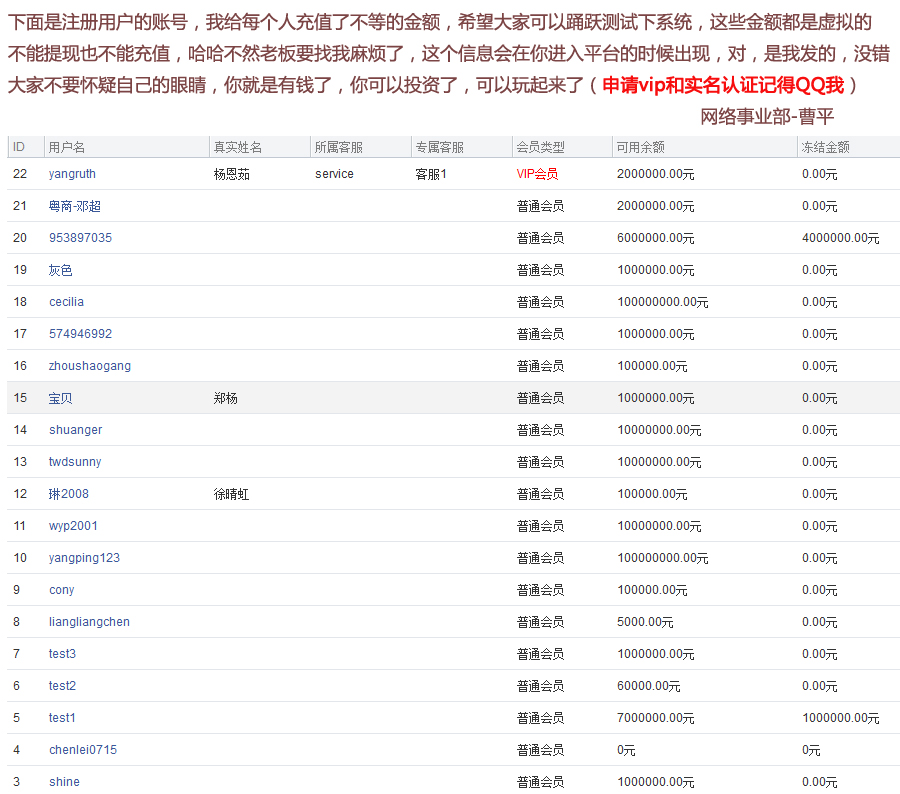 下面是注册用户的账号，我给每个人充值了不等的金额，希望大家可以踊跃测试下系统，这些金额都是虚拟的
不能提现也不能充值，哈哈不然老板要找我麻烦了，这个信息会在你进入平台的时候出现，对，是我发的，没错
大家不要怀疑自己的眼睛，你就是有钱了，你可以投资了，可以玩起来了（申请vip和实名认证记得QQ我）
网络事业部-曹平
ID 用户名 真实姓名 所属客服 专属客服 会员类型 可用余额 冻结金额
22 yangruth 杨恩茹 service 客服1 VIP会员 2000000.00元 0.00元
21 粤商-邓超 普通会员 2000000.00元 0.00元
20 953897035 普通会员 6000000.00元 4000000.00元
19 灰色 普通会员 1000000.00元 0.00元
18 cecilia 普通会员 100000000.00元 0.00元
17 574946992 普通会员 1000000.00元 0.00元
16 zhoushaogang 普通会员 100000.00元 0.00元
15 宝贝 郑杨 普通会员 1000000.00元 0.00元
14 shuanger 普通会员 10000000.00元 0.00元
13 twdsunny 普通会员 10000000.00元 0.00元
12 琳2008 徐晴虹 普通会员 100000.00元 0.00元
11 wyp2001 普通会员 10000000.00元 0.00元
10 yangping123 普通会员 100000000.00元 0.00元
9 cony 普通会员 100000.00元 0.00元
8 liangliangchen 普通会员 5000.00元 0.00元
7 test3 普通会员 1000000.00元 0.00元
6 test2 普通会员 60000.00元 0.00元
5 test1 普通会员 7000000.00元 1000000.00元
4 chenlei0715 普通会员 0元 0元
3 shine 普通会员 1000000.00元 0.00元